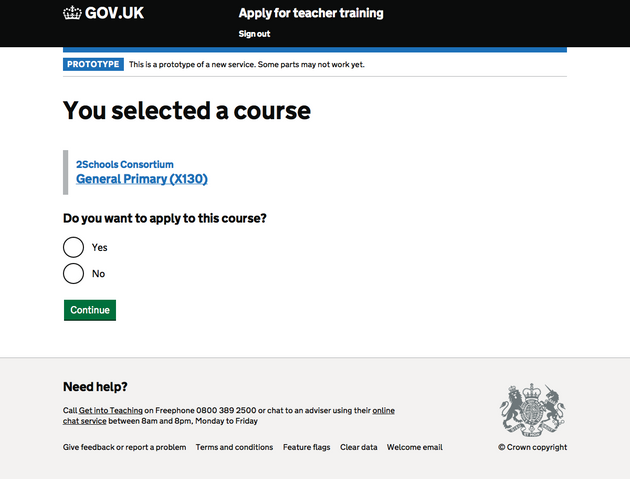 GOV.UK
Apply for teacher training
Sign out
PROTOTYPE This is a prototype of a new service. Some parts may not work yet.
You selected a course
2Schools Consortium
General Primary (X130)
Do you want to apply to this course?
Yes
No
Continue
Need help?
Call Get into Teaching on Freephone 0800 389 2500 or chat to an adviser using their online
chat service between 8am and 8pm, Monday to Friday
Give feedback or report a problem Terms and conditions Feature flags Clear data Welcome email
© Crown copyright